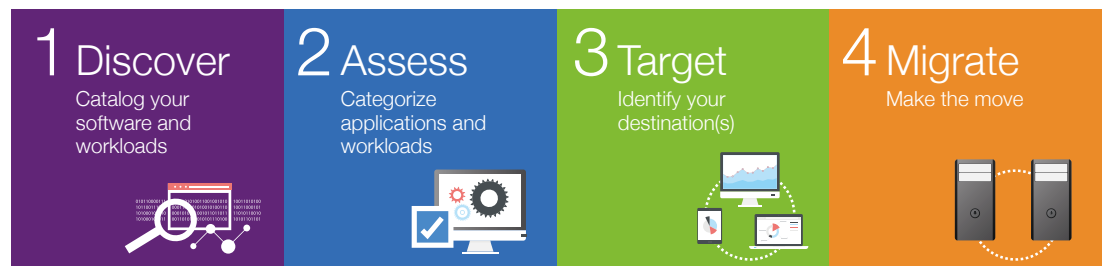 1 Discover
Catalog your
software and
workloads
2 Assess
Categorize
applications and
workloads
3 Target
Identify your
destination(s)
4 Migrate
Make the move